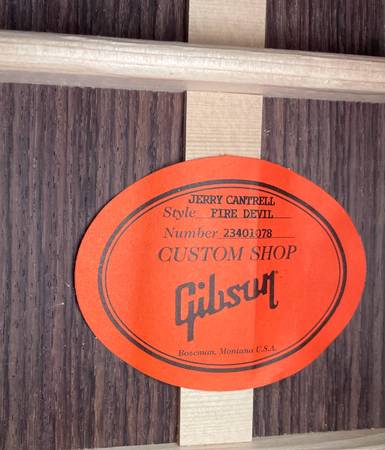 JERRY CANTRELL
Style FIRE DEVIL
Number 23401078
CUSTOM SHOP
Gibson
Bozeman, Montana U.S.A.